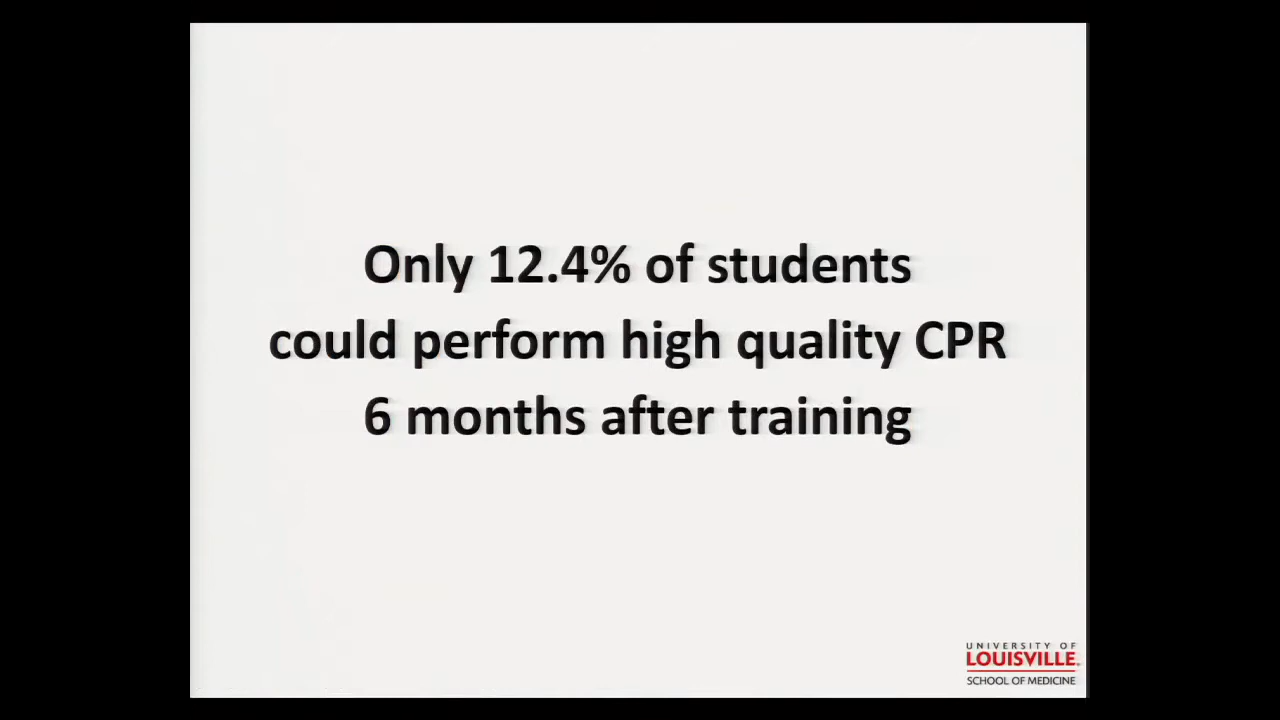 Only 12.4% of students
could perform high quality CPR
6 months after training
UNIVERSITY OF
LOUISVILLE
SCHOOL OF MEDICINE